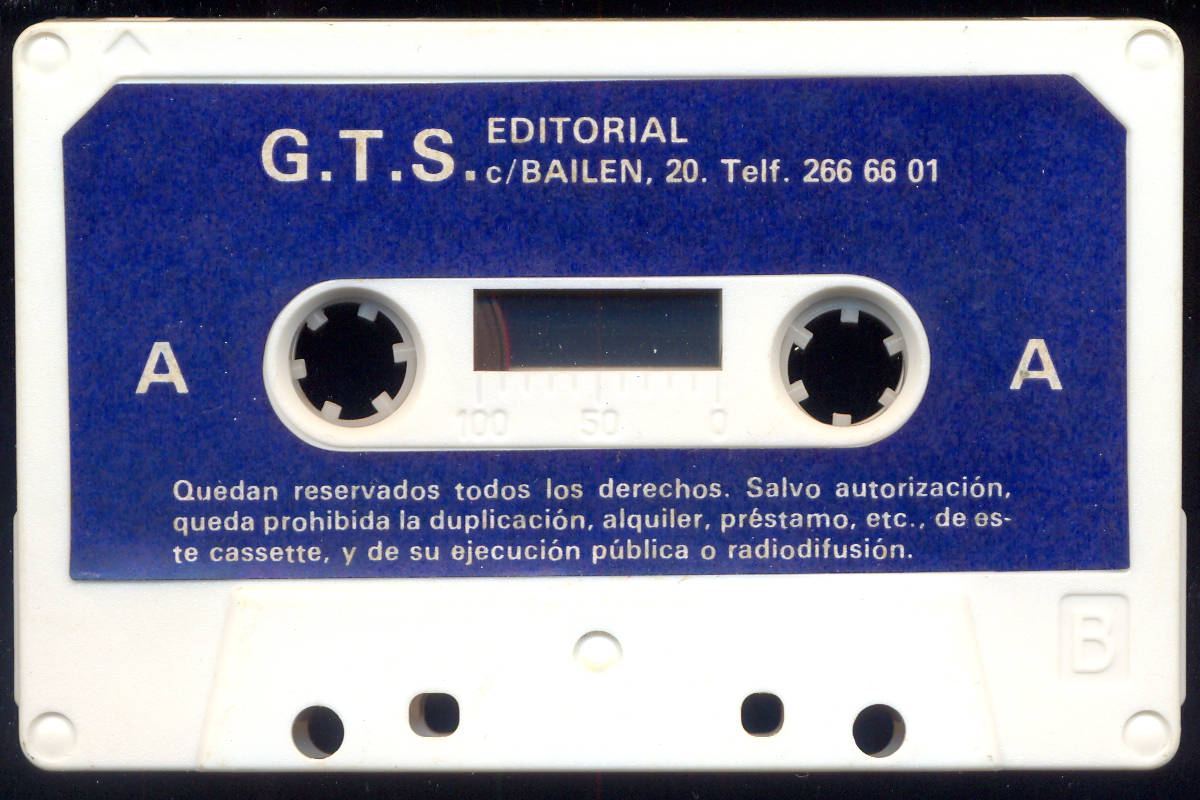 G.T.S. EDITORIAL
c/BAILEN, 20. Telf. 266 66 01
A A
100 50 0
Quedan reservados todos los derechos. Salvo autorización,
queda prohibida la duplicación, alquiler, préstamo, etc., de es-
te cassette, y de su ejecución pública o radiodifusión.
B